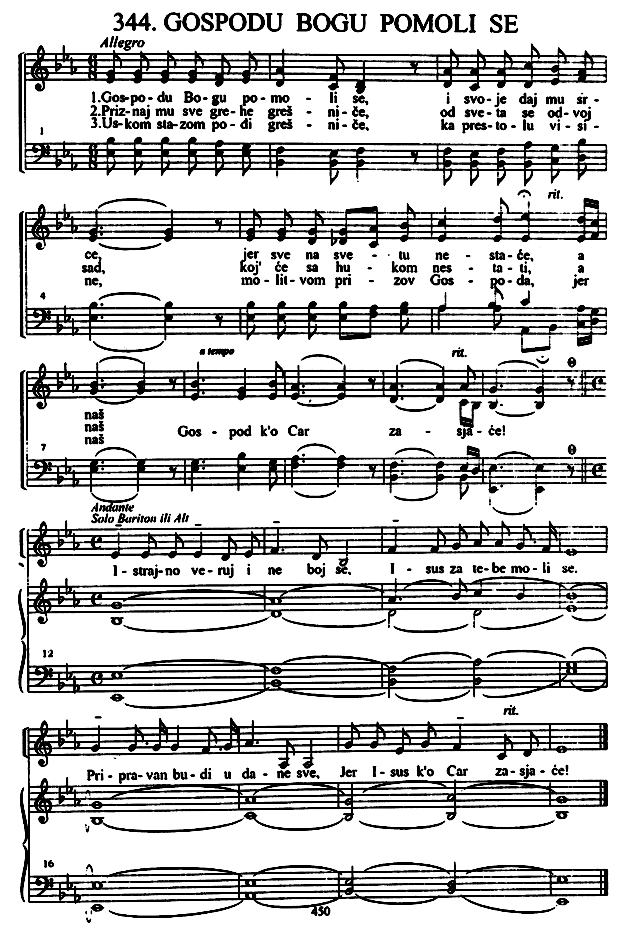 344. GOSPODU BOGU POMOLI SE
Allegro
1.Gos-po-du Bo-gu po-mo - li se, i svo-je daj mu sr-
2.Priznaj mu sve gre-he greš - ni-če, od sve-ta se od-voj
3.Us-kom sta-zom po-đi greš - ni-če, ka pres-to-lu vi-si-
1
rit.
ce, jer sve na sve - tu ne-sta-će, a
sad, koj' će sa hu - kom nes-ta-ti, a
ne, mo-lit-vom pri - zov Gos-po-da, jer
4
a tempo
rit.
naš
naš Gos - pod k'o Car za - sja-će!
naš
7
Andante
Solo Bariton ili Alt
I-straj-no ve-ruj i ne boj se, I-sus za te-be mo-li se.
12
rit.
Pri-pra-van bu-di u da-ne sve, Jer I-sus k'o Car za-sja-će!
16
450